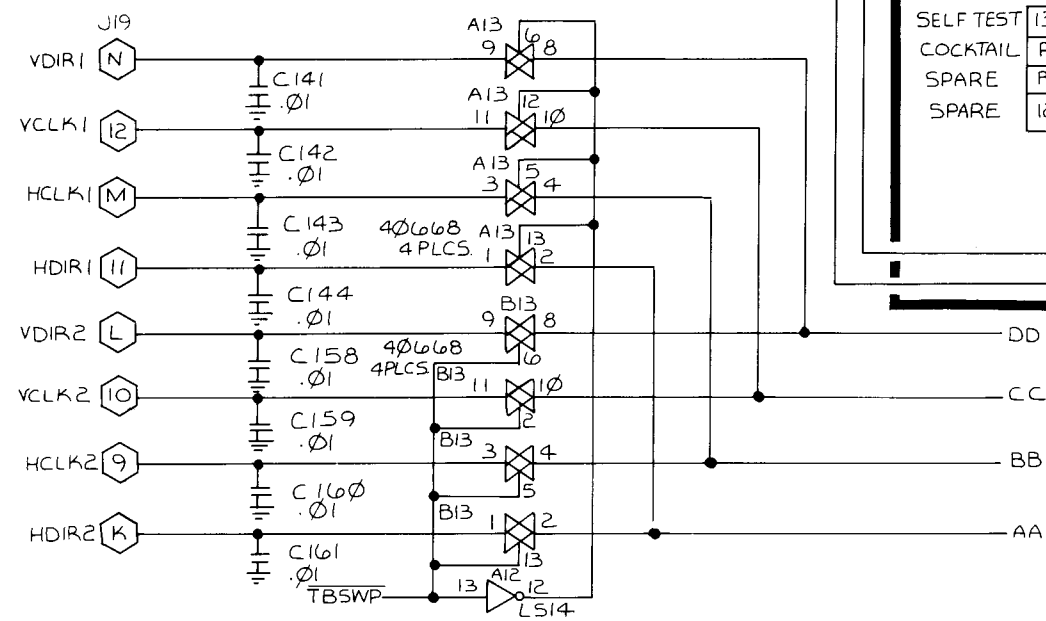 J19
SELF TEST 13
COCKTAIL
SPARE
SPARE 12
VDIR1 N
C141
.Ø1
A13
9 6 8
VCLK1 12
C142
.Ø1
A13
11 12 1Ø
HCLK1 M
C143
.Ø1
A13
3 5 4
4Ø668
4 PLCS.
HDIR1 11
C144
.Ø1
A13
1 13 2
VDIR2 L
C158
.Ø1
B13
9 8
6
DD
4Ø668
4PLCS.
VCLK2 10
C159
.Ø1
B13
11 1Ø
2
CC
HCLK2 9
C16Ø
.Ø1
B13
3 4
5
BB
HDIR2 K
C161
.Ø1
B13
1 2
13
AA
TBSWP
A12
13 12
LS14